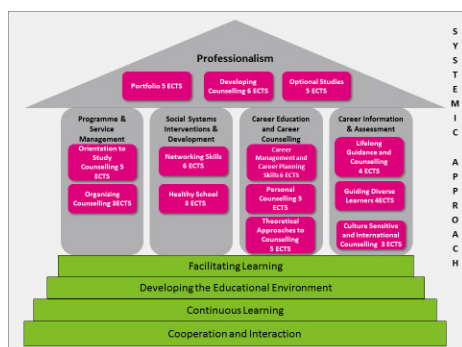 Professionalism
Portfolio 5 ECTS
Developing
Counselling 6 ECTS
Optional Studies
5 ECTS
Programme &
Service
Management
Orientation to
Study
Counselling 5
ECTS
Organizing
Counselling 3ECTS
Social Systems
Interventions &
Development
Networking Skills
6 ECTS
Healthy School
3 ECTS
Career Education
and Career
Counselling
Career
Management and
Career Planning
Skills 6 ECTS
Personal
Counselling 5
ECTS
Theoretical
Approaches to
Counselling
5 ECTS
Career Information
& Assessment
Lifelong
Guidance and
Counselling
4 ECTS
Guiding Diverse
Learners 4ECTS
Culture Sensitive
and International
Counselling 3 ECTS
Facilitating Learning
Developing the Educational Environment
Continuous Learning
Cooperation and Interaction
SYSTEMIC APPROACH